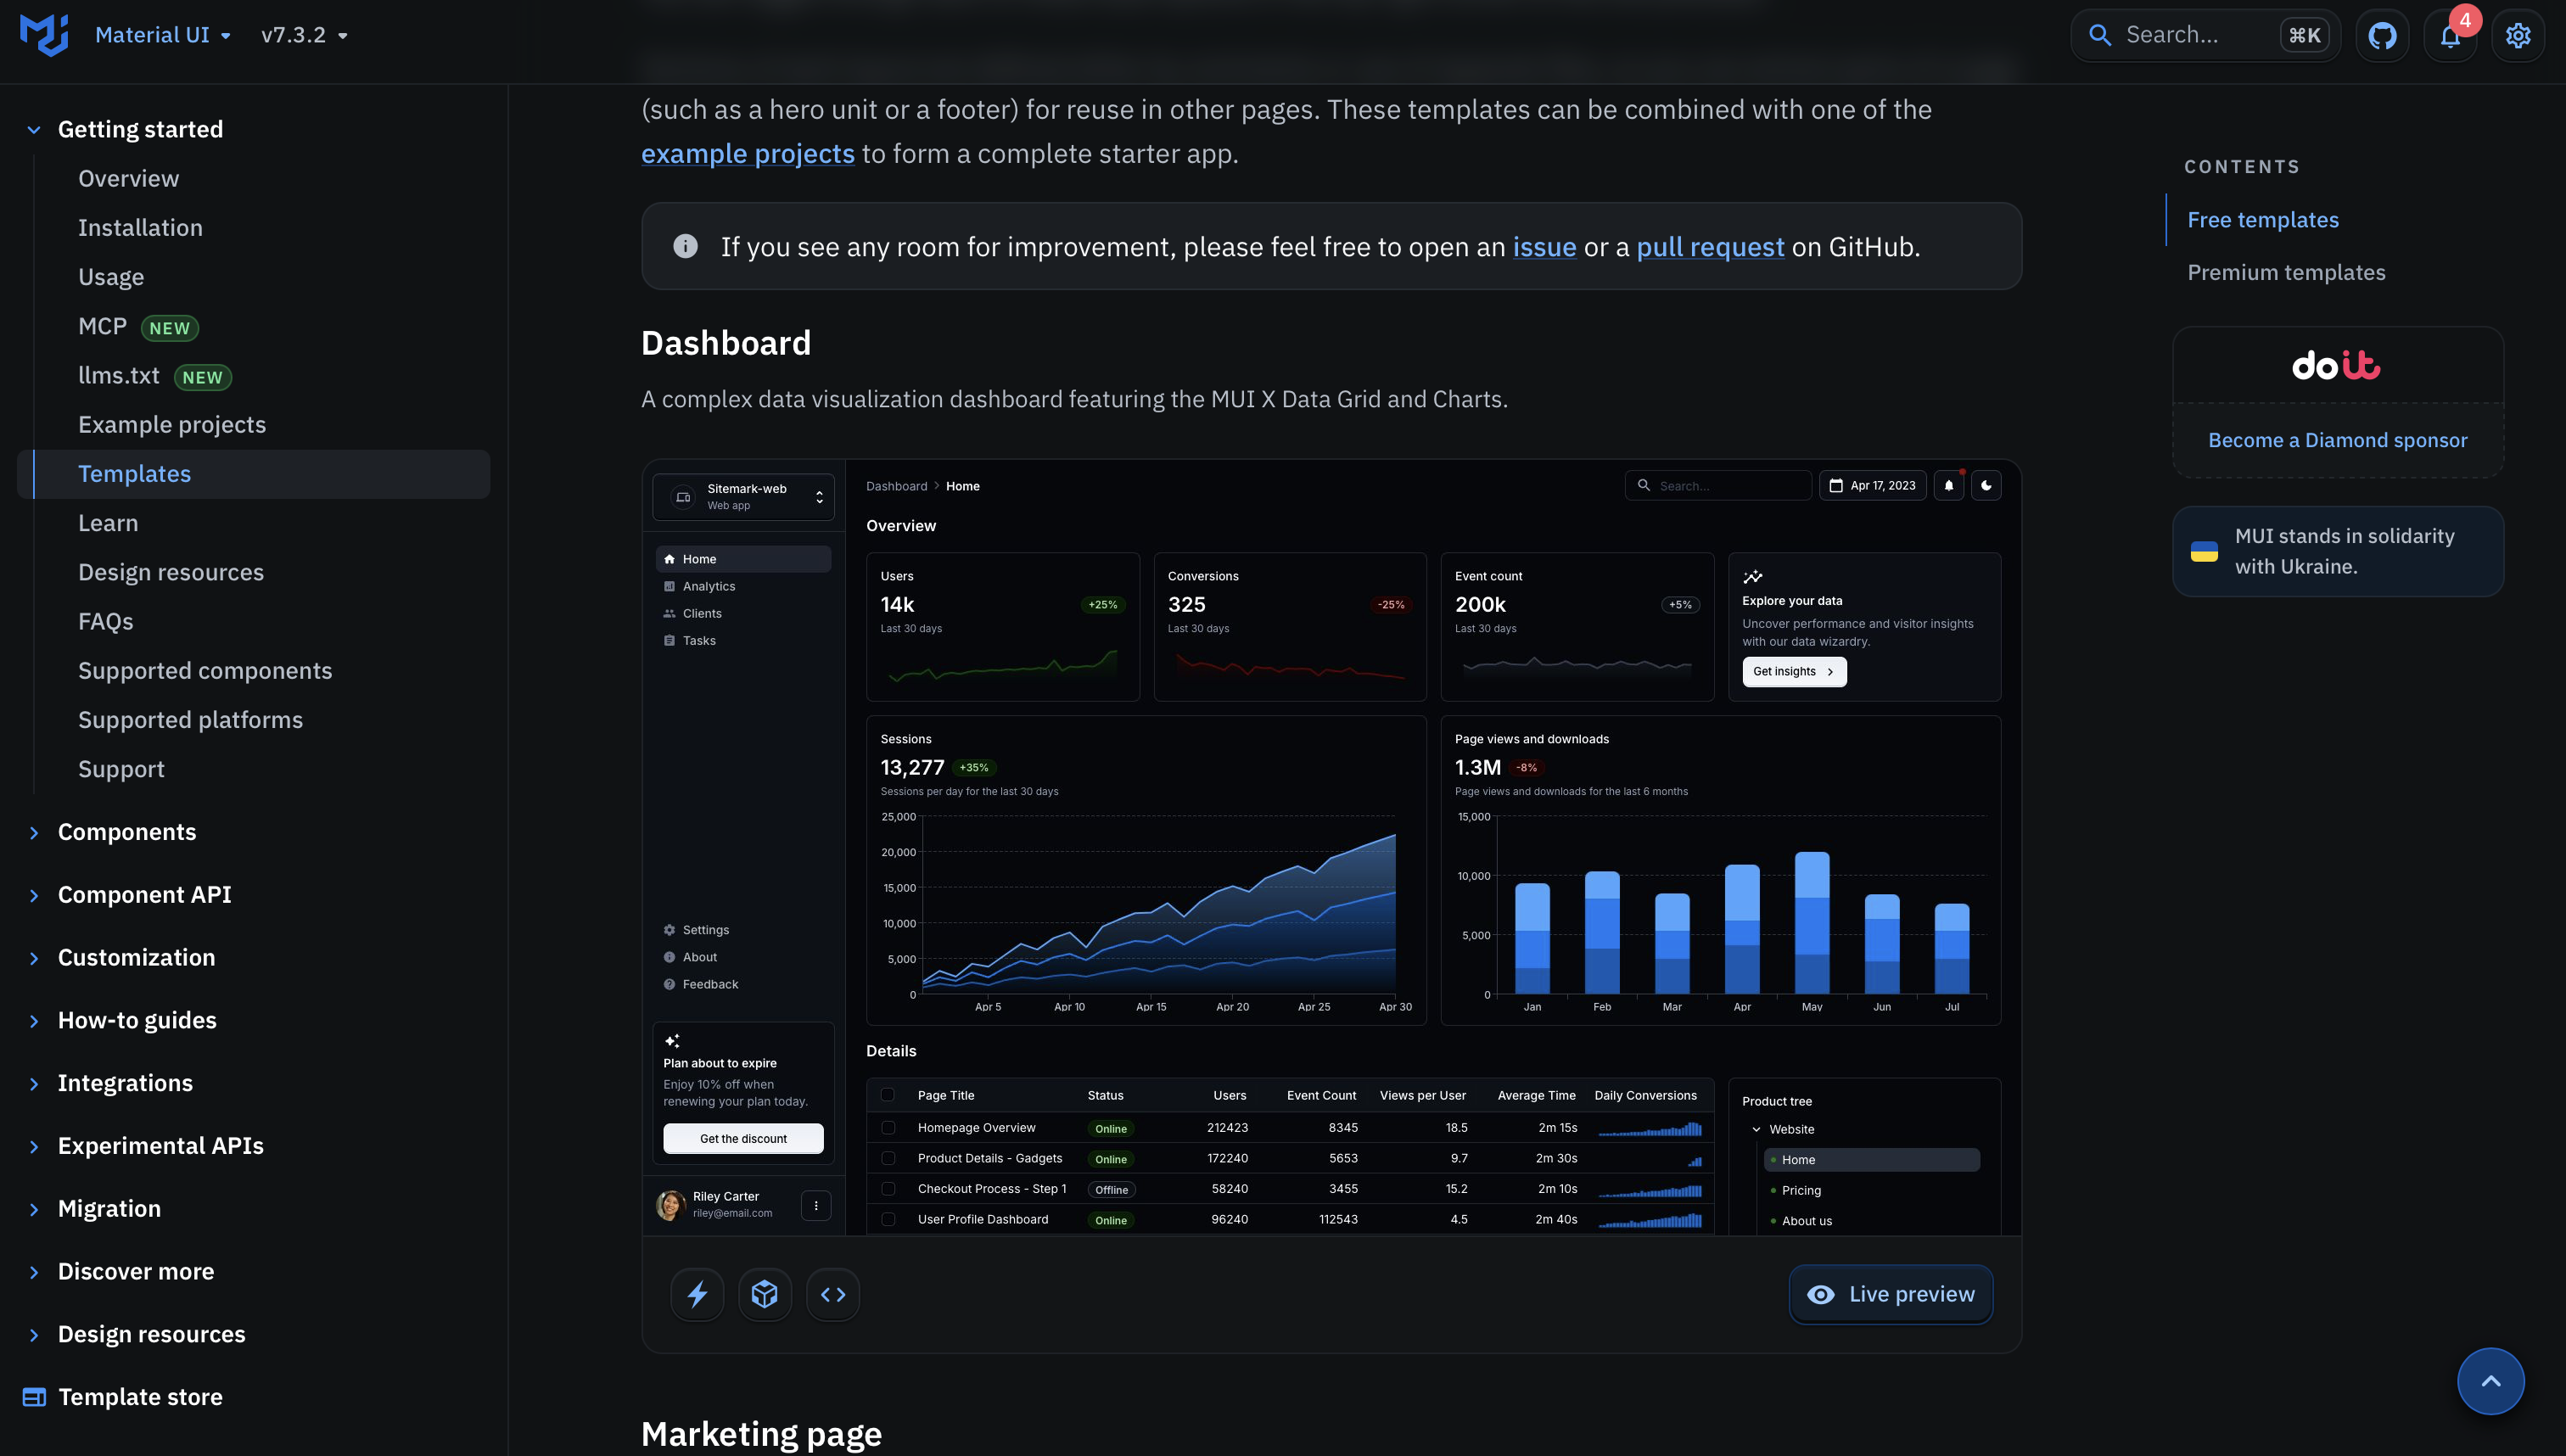 Material UI
v7.3.2
Search...
⌘K
4
Getting started
Overview
Installation
Usage
MCP NEW
llms.txt NEW
Example projects
Templates
Learn
Design resources
FAQs
Supported components
Supported platforms
Support
Components
Component API
Customization
How-to guides
Integrations
Experimental APIs
Migration
Discover more
Design resources
Template store
(such as a hero unit or a footer) for reuse in other pages. These templates can be combined with one of the
example projects to form a complete starter app.
If you see any room for improvement, please feel free to open an issue or a pull request on GitHub.
Dashboard
A complex data visualization dashboard featuring the MUI X Data Grid and Charts.
Sitemark-web
Web app
Home
Analytics
Clients
Tasks
Settings
About
Feedback
Plan about to expire
Enjoy 10% off when
renewing your plan today.
Get the discount
Riley Carter
riley@email.com
Dashboard Home
Search...
Apr 17, 2023
Overview
Users
14k +25%
Last 30 days
Conversions
325 -25%
Last 30 days
Event count
200k +5%
Last 30 days
Explore your data
Uncover performance and visitor insights
with our data wizardry.
Get insights
Sessions
13,277 +35%
Sessions per day for the last 30 days
25,000
20,000
15,000
10,000
5,000
0
Apr 5 Apr 10 Apr 15 Apr 20 Apr 25 Apr 30
Page views and downloads
1.3M -8%
Page views and downloads for the last 6 months
15,000
10,000
5,000
0
Jan Feb Mar Apr May Jun Jul
Details
Page Title Status Users Event Count Views per User Average Time Daily Conversions
Homepage Overview Online 212423 8345 18.5 2m 15s
Product Details - Gadgets Online 172240 5653 9.7 2m 30s
Checkout Process - Step 1 Offline 58240 3455 15.2 2m 10s
User Profile Dashboard Online 96240 112543 4.5 2m 40s
Product tree
Website
Home
Pricing
About us
Live preview
Marketing page
CONTENTS
Free templates
Premium templates
doit
Become a Diamond sponsor
MUI stands in solidarity
with Ukraine.